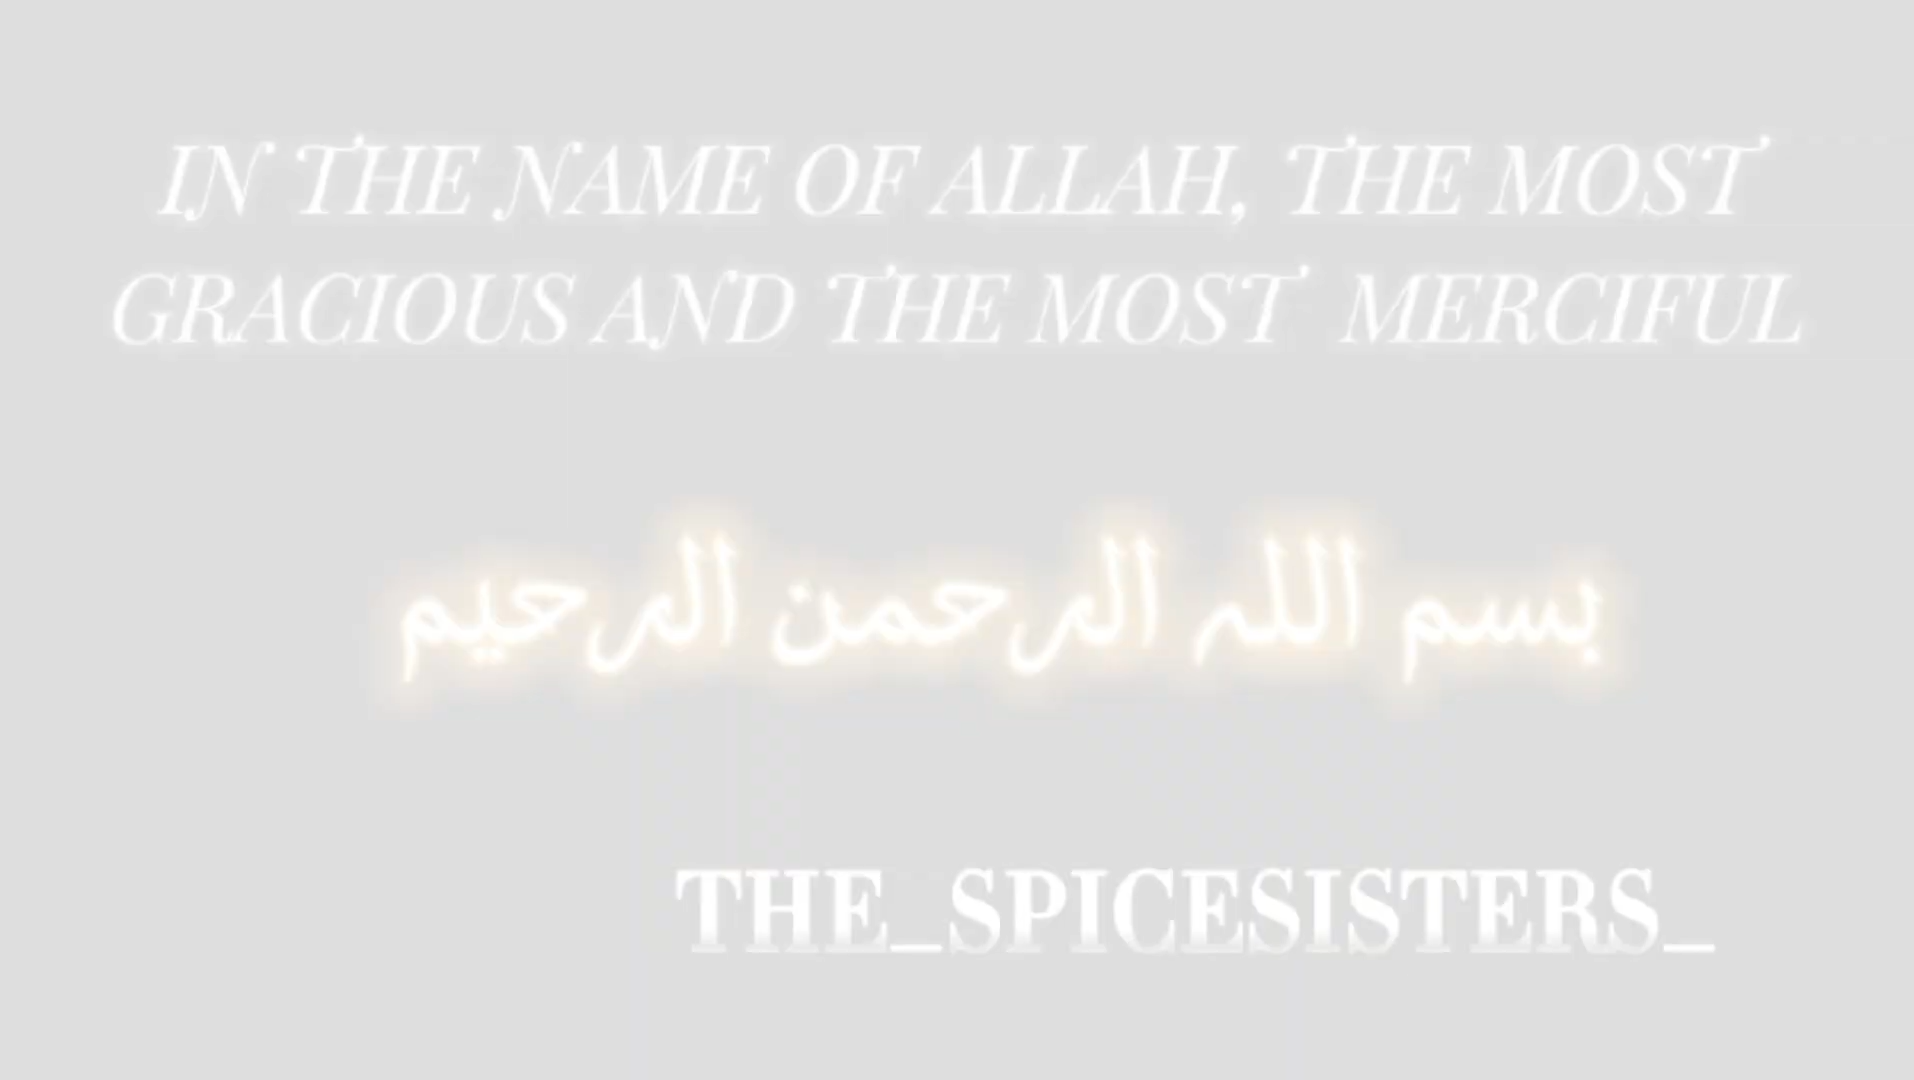 IN THE NAME OF ALLAH, THE MOST
GRACIOUS AND THE MOST MERCIFUL
بسم الله الرحمن الرحيم
THE_SPICESISTERS_